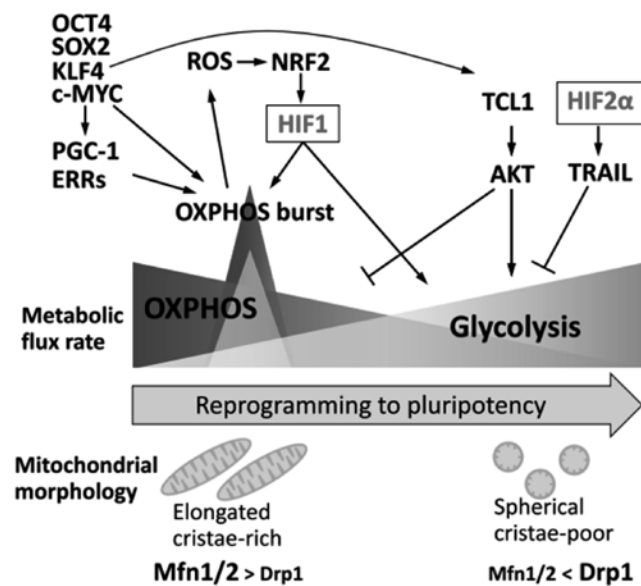 OCT4
SOX2
KLF4
c-MYC
PGC-1
ERRs
ROS
NRF2
HIF1
OXPHOS burst
TCL1
AKT
HIF2α
TRAIL
Metabolic
flux rate
OXPHOS
Glycolysis
Reprogramming to pluripotency
Mitochondrial
morphology
Elongated
cristae-rich
Mfn1/2 > Drp1
Spherical
cristae-poor
Mfn1/2 < Drp1